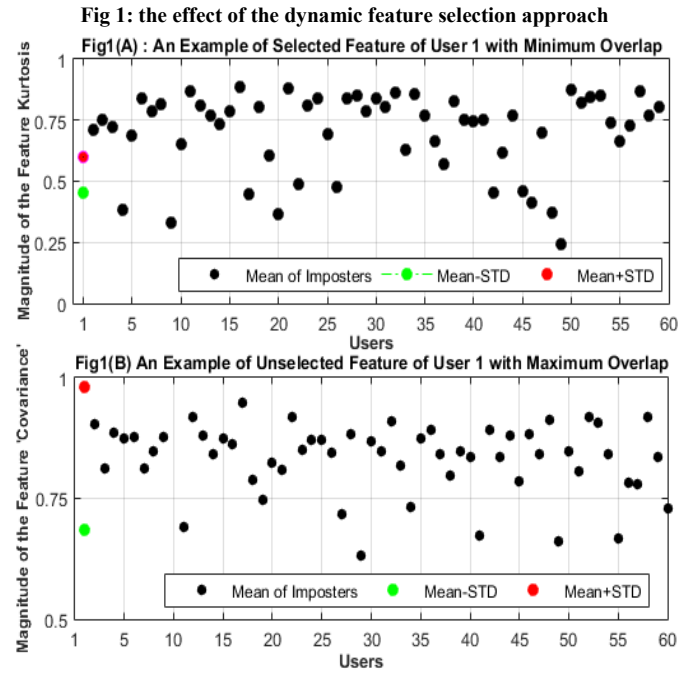 Fig 1: the effect of the dynamic feature selection approach
Fig1(A) : An Example of Selected Feature of User 1 with Minimum Overlap
Magnitude of the Feature Kurtosis
1
0.75
0.5
0.25
0
Mean of Imposters Mean-STD Mean+STD
1 5 10 15 20 25 30 35 40 45 50 55 60
Users
Fig1(B) An Example of Unselected Feature of User 1 with Maximum Overlap
Magnitude of the Feature 'Covariance'
1
0.75
0.5
Mean of Imposters Mean-STD Mean+STD
1 5 10 15 20 25 30 35 40 45 50 55 60
Users